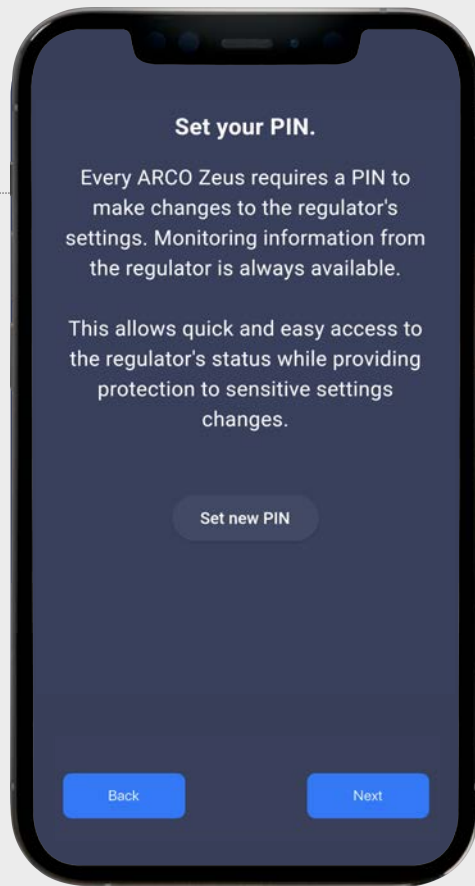 Set your PIN.
Every ARCO Zeus requires a PIN to
make changes to the regulator's
settings. Monitoring information from
the regulator is always available.
This allows quick and easy access to
the regulator's status while providing
protection to sensitive settings
changes.
Set new PIN
Back
Next